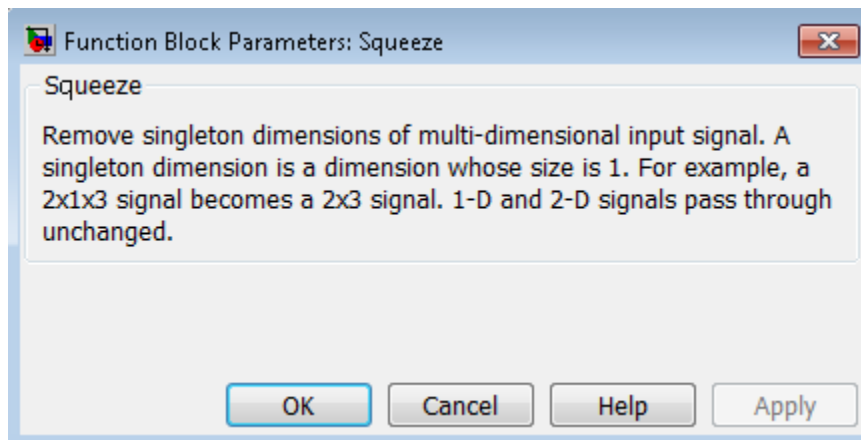 Function Block Parameters: Squeeze
Squeeze
Remove singleton dimensions of multi-dimensional input signal. A
singleton dimension is a dimension whose size is 1. For example, a
2x1x3 signal becomes a 2x3 signal. 1-D and 2-D signals pass through
unchanged.
OK Cancel Help Apply